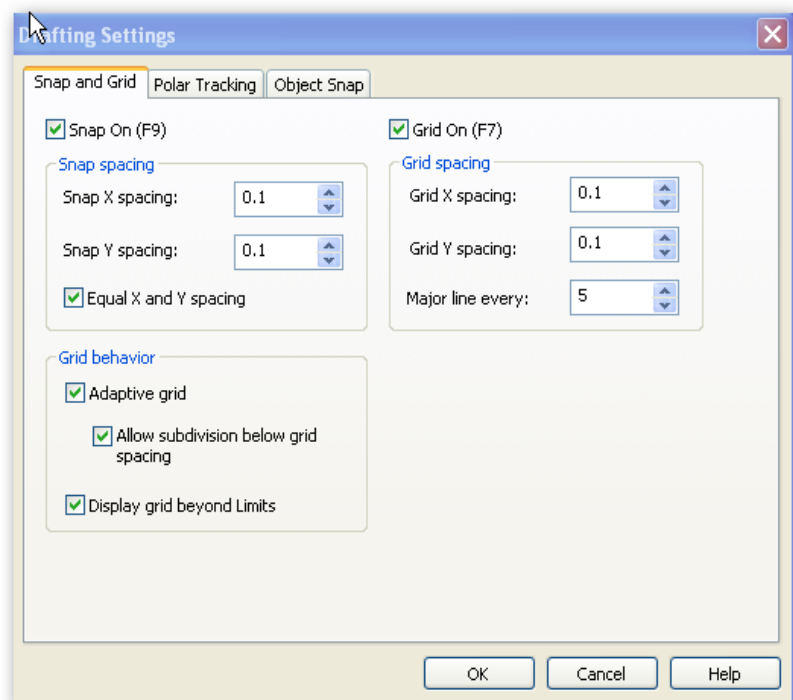 Drafting Settings
Snap and Grid
Polar Tracking
Object Snap
Snap On (F9)
Grid On (F7)
Snap spacing
Snap X spacing:
0.1
Snap Y spacing:
0.1
Equal X and Y spacing
Grid spacing
Grid X spacing:
0.1
Grid Y spacing:
0.1
Major line every:
5
Grid behavior
Adaptive grid
Allow subdivision below grid
spacing
Display grid beyond Limits
OK
Cancel
Help